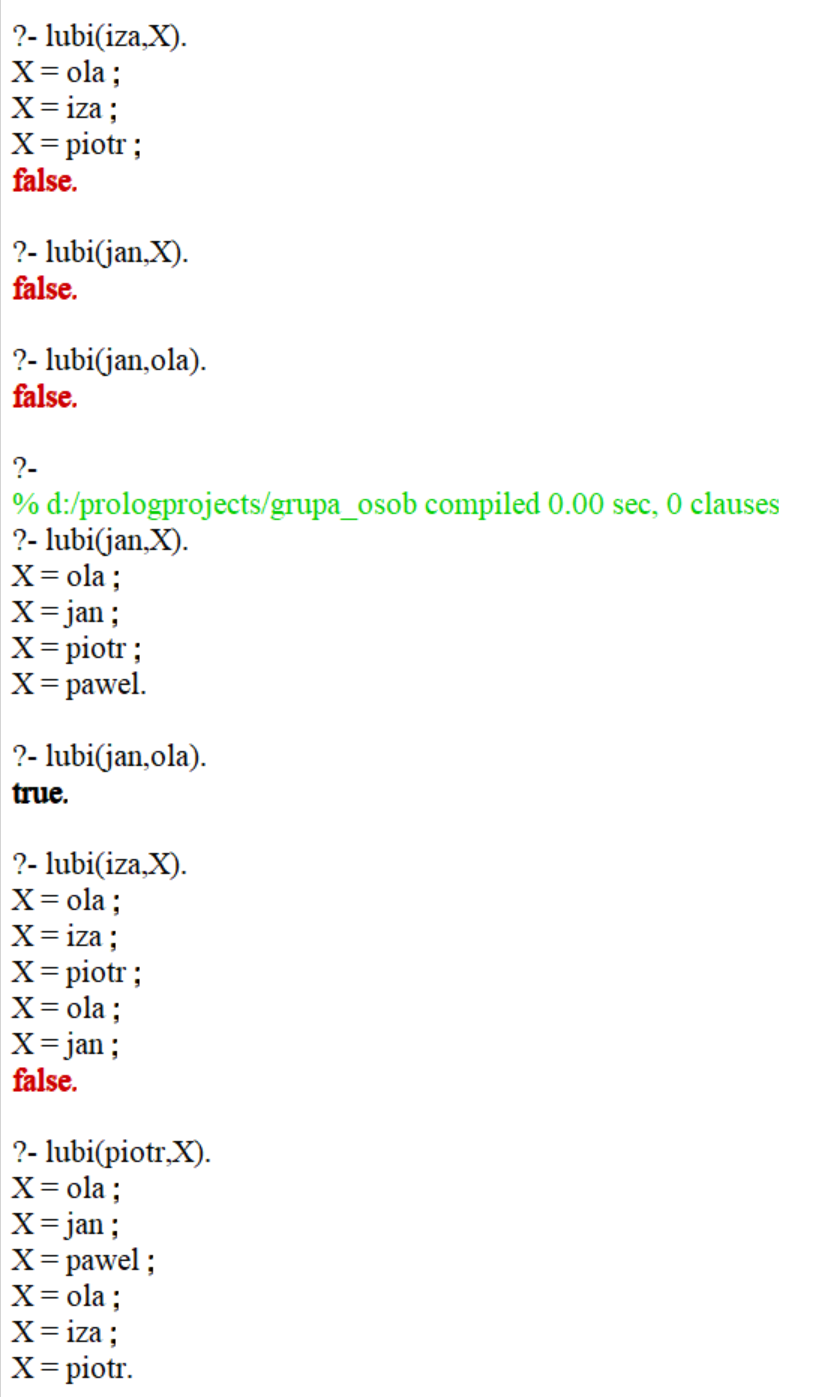 ?- lubi(iza,X).
X = ola ;
X = iza ;
X = piotr ;
false.
?- lubi(jan,X).
false.
?- lubi(jan,ola).
false.
?-
% d:/prologprojects/grupa_osob compiled 0.00 sec, 0 clauses
?- lubi(jan,X).
X = ola ;
X = jan ;
X = piotr ;
X = pawel.
?- lubi(jan,ola).
true.
?- lubi(iza,X).
X = ola ;
X = iza ;
X = piotr ;
X = ola ;
X = jan ;
false.
?- lubi(piotr,X).
X = ola ;
X = jan ;
X = pawel ;
X = ola ;
X = iza ;
X = piotr.